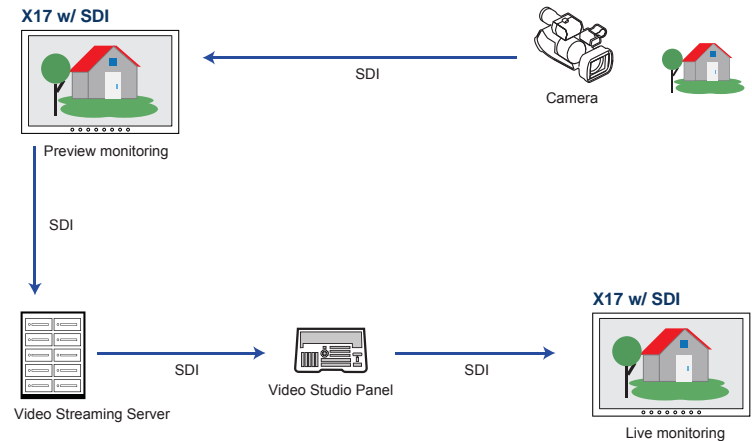 X17 w/ SDI
SDI
Camera
Preview monitoring
SDI
X17 w/ SDI
SDI
Video Studio Panel
SDI
Video Streaming Server
Live monitoring